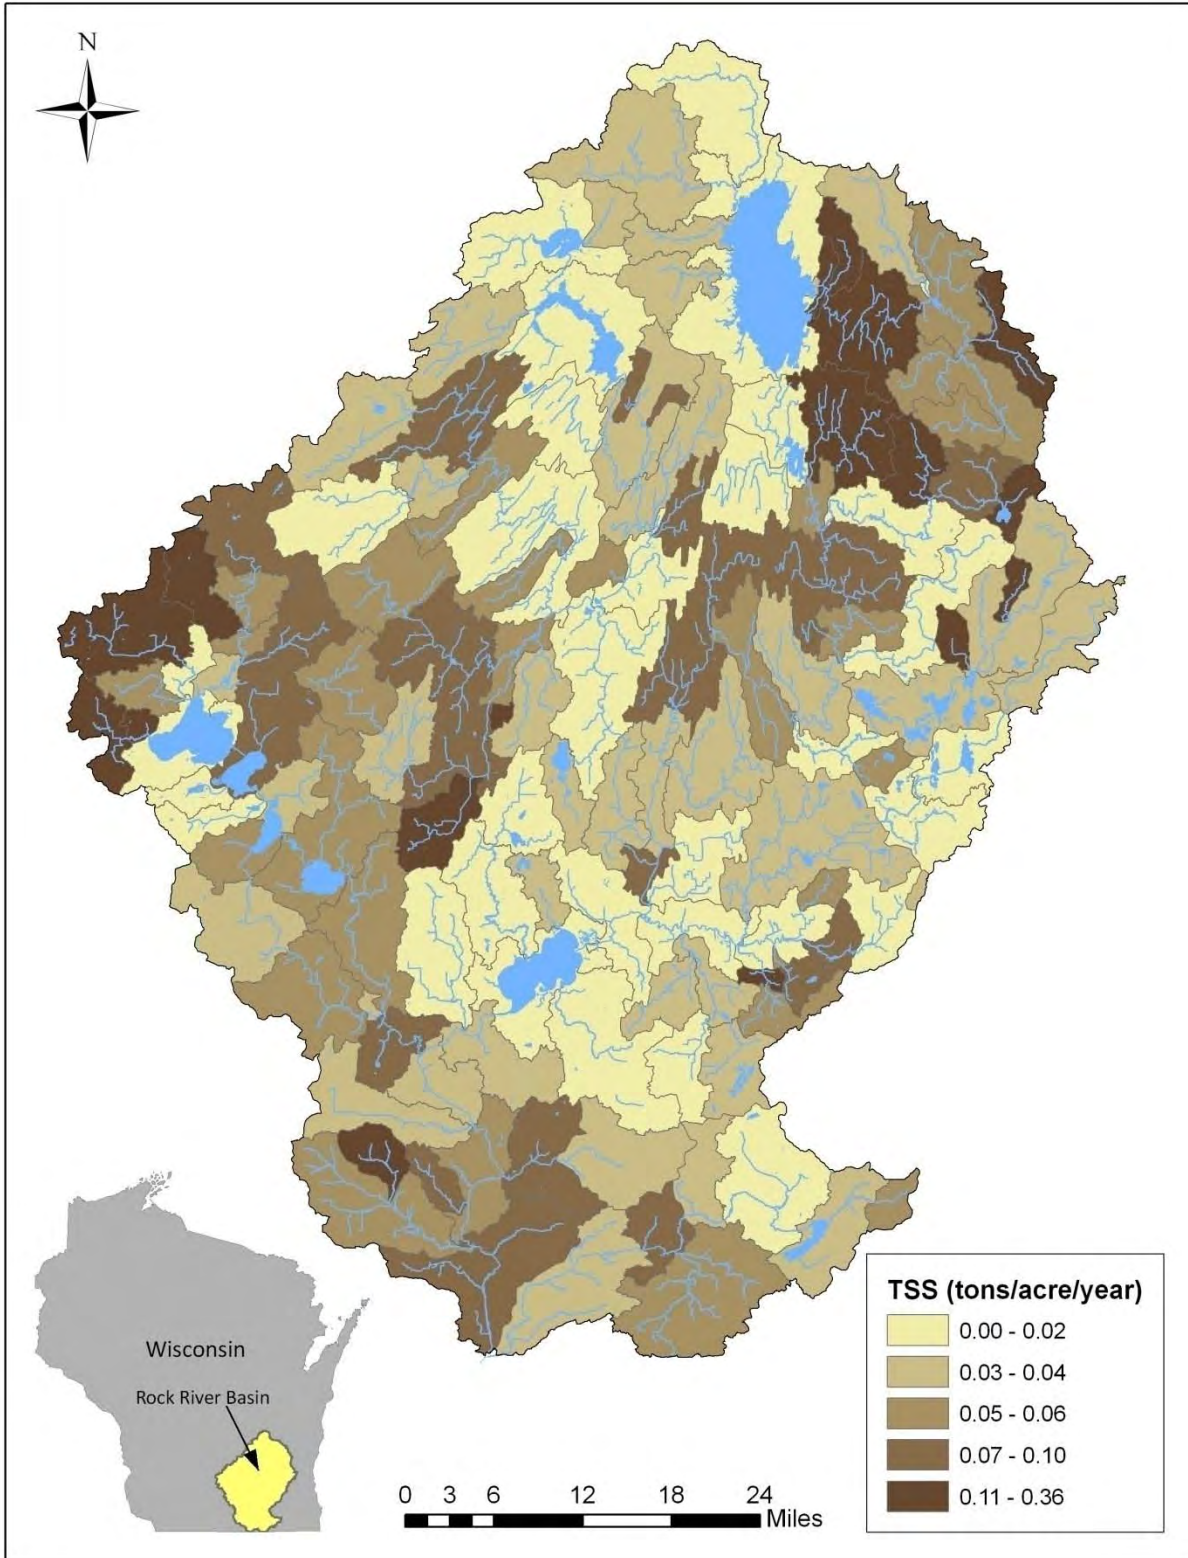 N
Wisconsin
Rock River Basin
0 3 6 12 18 24
Miles
TSS (tons/acre/year)
0.00 - 0.02
0.03 - 0.04
0.05 - 0.06
0.07 - 0.10
0.11 - 0.36